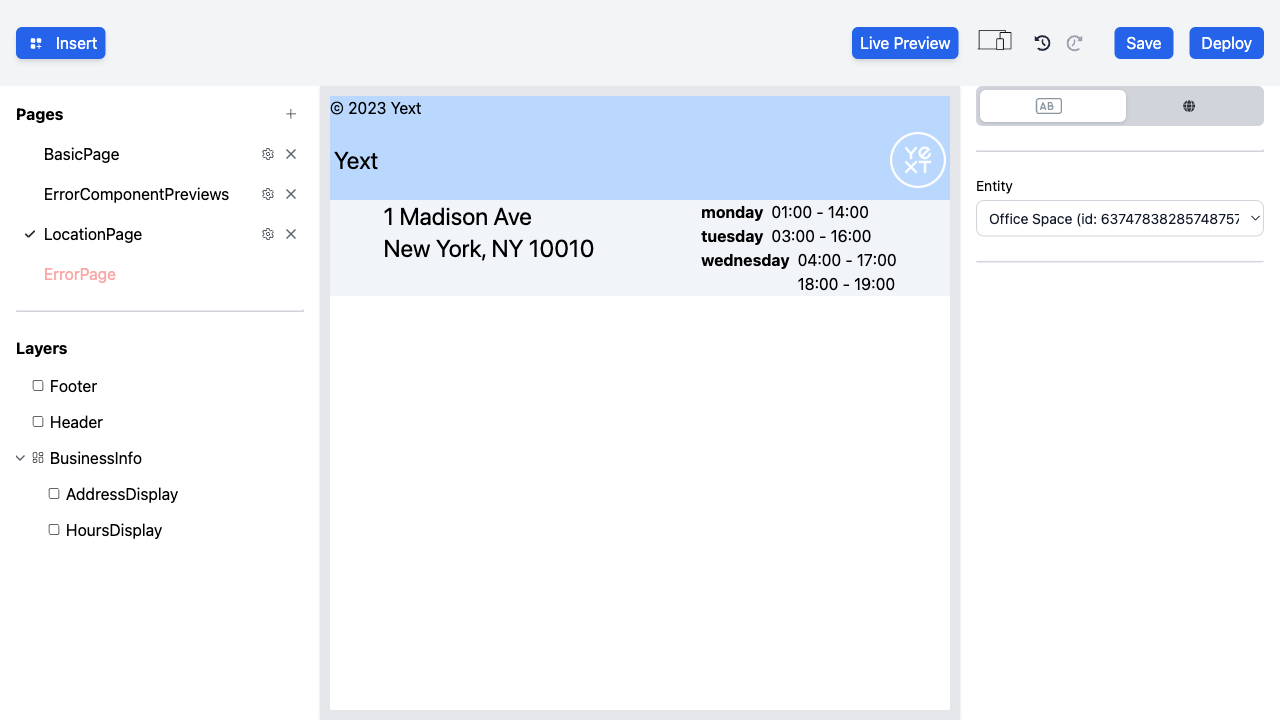 Insert
Live Preview
Save
Deploy
Pages
BasicPage
ErrorComponentPreviews
LocationPage
ErrorPage
Layers
Footer
Header
BusinessInfo
AddressDisplay
HoursDisplay
© 2023 Yext
Yext
YEXT
1 Madison Ave
New York, NY 10010
monday 01:00 - 14:00
tuesday 03:00 - 16:00
wednesday 04:00 - 17:00
18:00 - 19:00
AB
Entity
Office Space (id: 63747838285748757